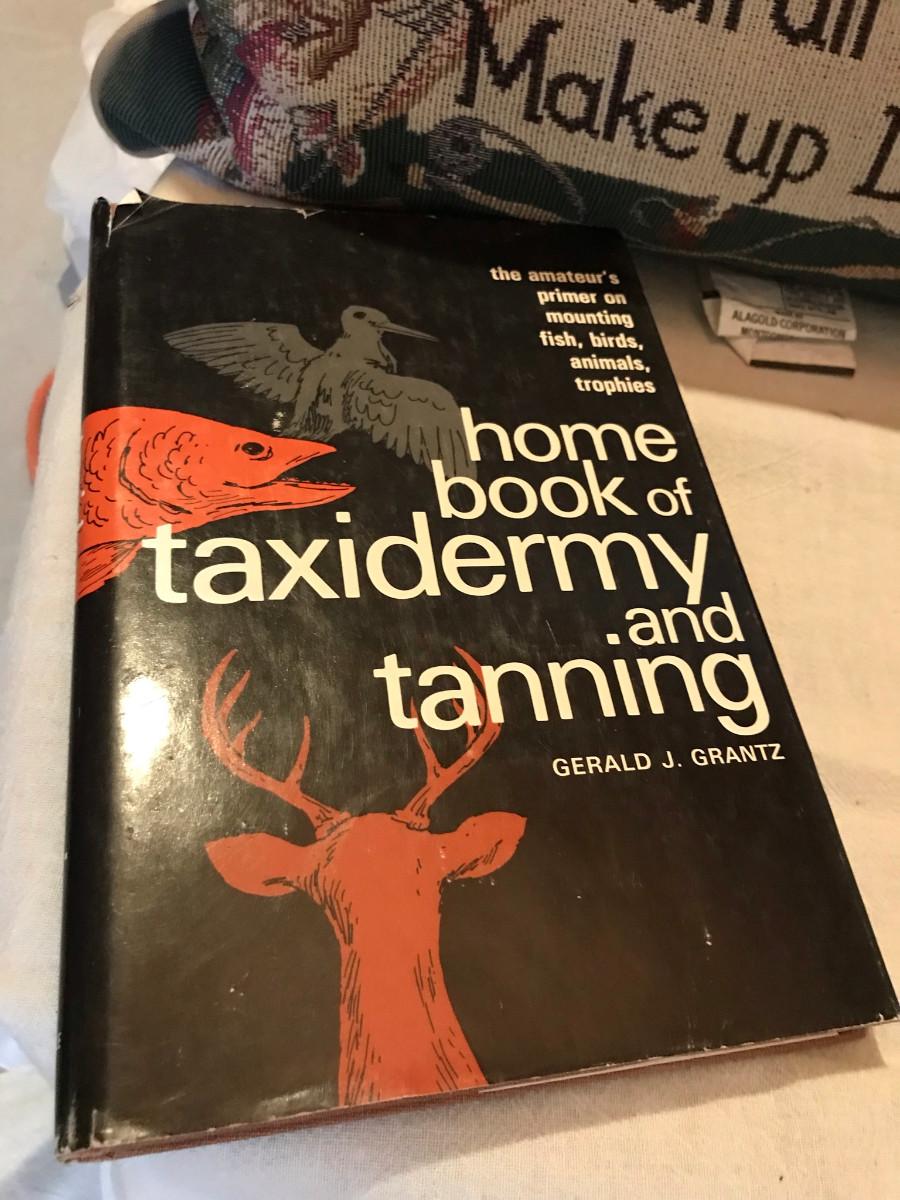 Make up
the amateur's
primer on
mounting
fish, birds,
animals,
trophies
home
book of
taxidermy
and
tanning
GERALD J. GRANTZ
ALAGOLD CORPORATION